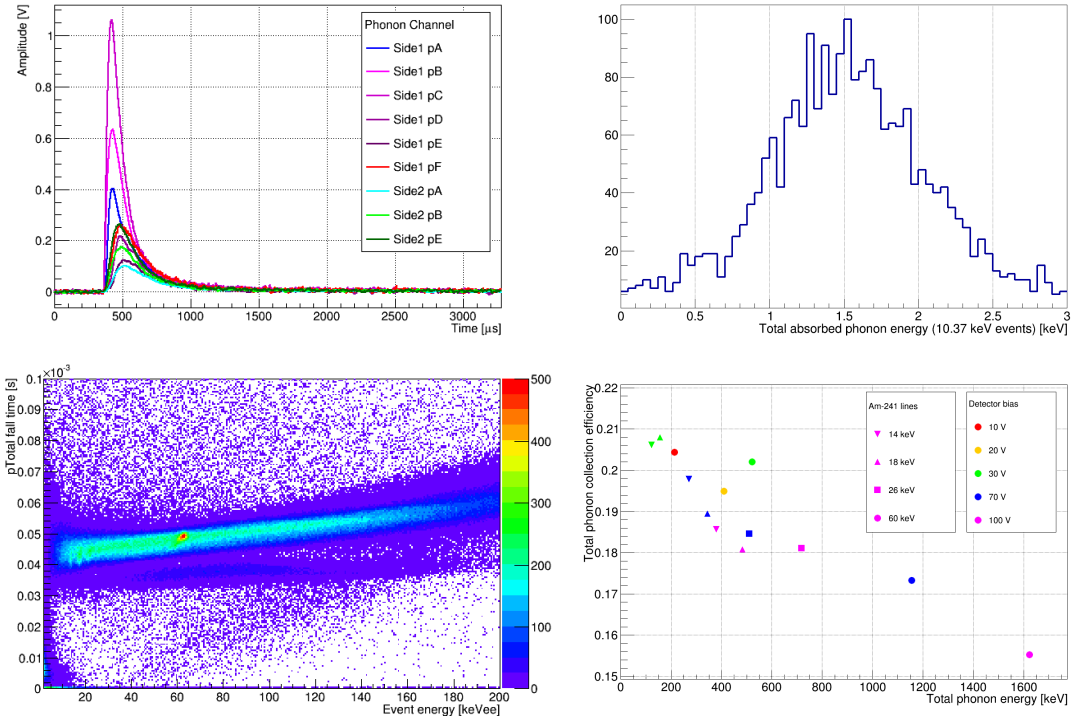 Amplitude [V]
1
0.8
0.6
0.4
0.2
0
0 500 1000 1500 2000 2500 3000
Time [µs]
Phonon Channel
Side1 pA
Side1 pB
Side1 pC
Side1 pD
Side1 pE
Side1 pF
Side2 pA
Side2 pB
Side2 pE
100
80
60
40
20
0 0.5 1 1.5 2 2.5 3
Total absorbed phonon energy (10.37 keV events) [keV]
pTotal fall time [s]
×10⁻³
0.1
0.09
0.08
0.07
0.06
0.05
0.04
0.03
0.02
0.01
0
20 40 60 80 100 120 140 160 180 200
Event energy [keVee]
500
400
300
200
100
0
Total phonon collection efficiency
0.22
0.21
0.2
0.19
0.18
0.17
0.16
0.15
0 200 400 600 800 1000 1200 1400 1600
Total phonon energy [keV]
Am-241 lines
14 keV
18 keV
26 keV
60 keV
Detector bias
10 V
20 V
30 V
70 V
100 V